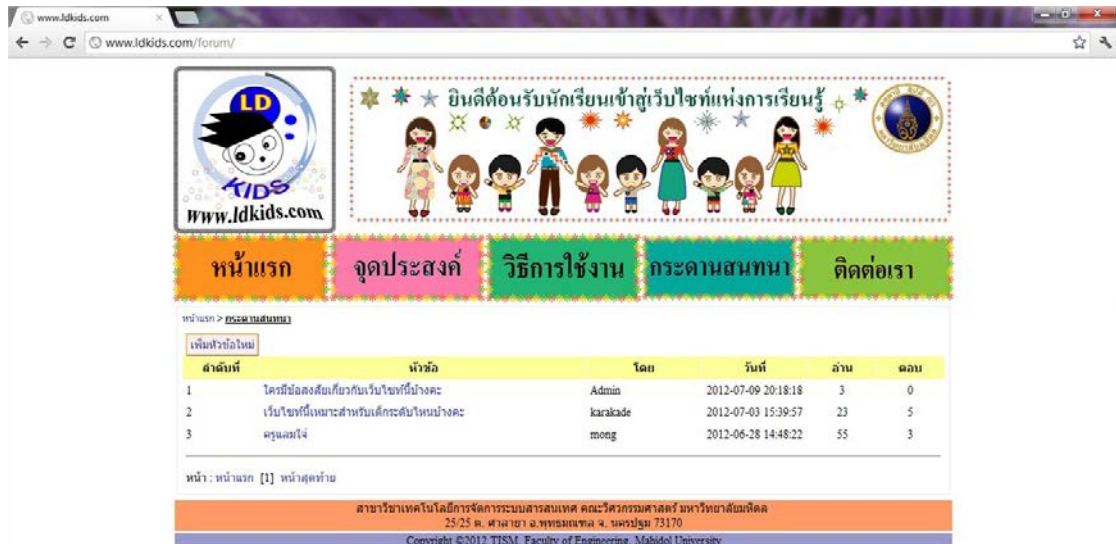 www.ldkids.com
www.ldkids.com/forum/
LD
KIDS
www.ldkids.com
ยินดีต้อนรับนักเรียนเข้าสู่เว็บไซท์แห่งการเรียนรู้
หน้าแรก จุดประสงค์ วิธีการใช้งาน กระดานสนทนา ติดต่อเรา
หน้าแรก > กระดานสนทนา
เพิ่มหัวข้อใหม่
ลำดับที่ หัวข้อ โดย วันที่ อ่าน ตอบ
1 ใครมีข้อสงสัยเกี่ยวกับเว็บไซท์นี้บ้างคะ Admin 2012-07-09 20:18:18 3 0
2 เว็บไซท์นี้เหมาะสำหรับเด็กระดับไหนบ้างคะ karakade 2012-07-03 15:39:57 23 5
3 ครูแลมใจ๋ mong 2012-06-28 14:48:22 55 3
หน้า : หน้าแรก [1] หน้าสุดท้าย
สาขาวิชาเทคโนโลยีการจัดการระบบสารสนเทศ คณะวิศวกรรมศาสตร์ มหาวิทยาลัยมหิดล
25/25 ต. ศาลายา อ.พุทธมณฑล จ. นครปฐม 73170
Copyright ©2012 TISM, Faculty of Engineering, Mahidol University